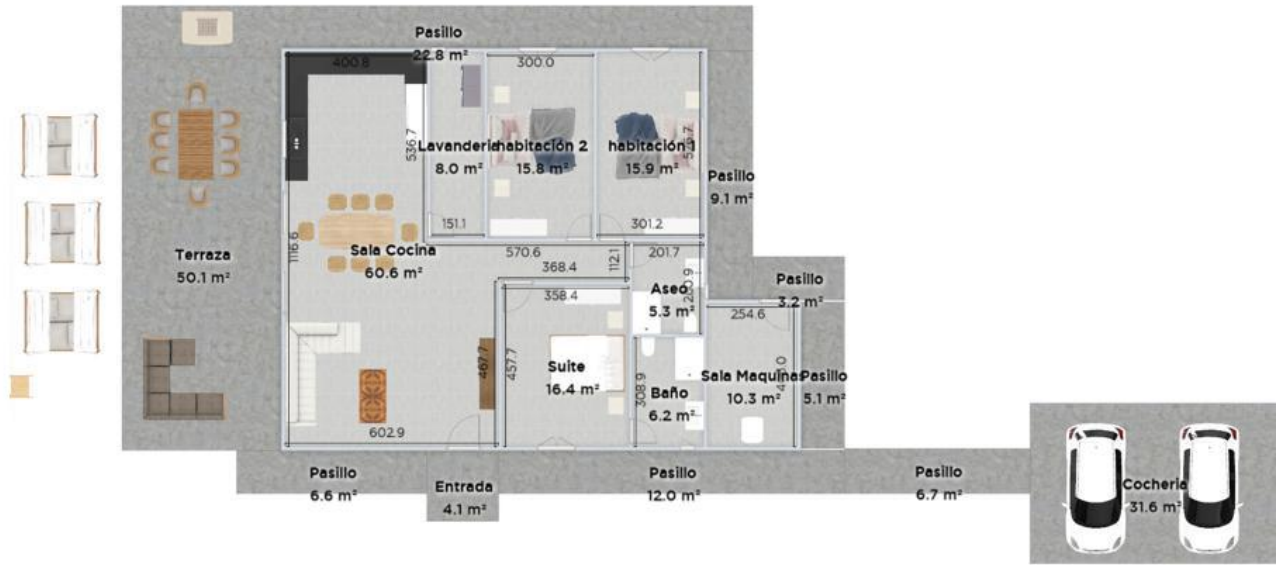 Pasillo
22.8 m²
400.8
300.0
536.7
Lavanderia
8.0 m²
habitación 2
15.8 m²
habitación 1
15.9 m²
Pasillo
9.1 m²
151.1
301.2
Terraza
50.1 m²
1116.6
Sala Cocina
60.6 m²
570.6
368.4
112.1
201.7
358.4
Aseo
5.3 m²
Pasillo
3.2 m²
254.6
467.7
457.7
Suite
16.4 m²
308.9
Baño
6.2 m²
Sala Maquinas
10.3 m²
Pasillo
5.1 m²
602.9
Pasillo
6.6 m²
Entrada
4.1 m²
Pasillo
12.0 m²
Pasillo
6.7 m²
Cocheria
31.6 m²